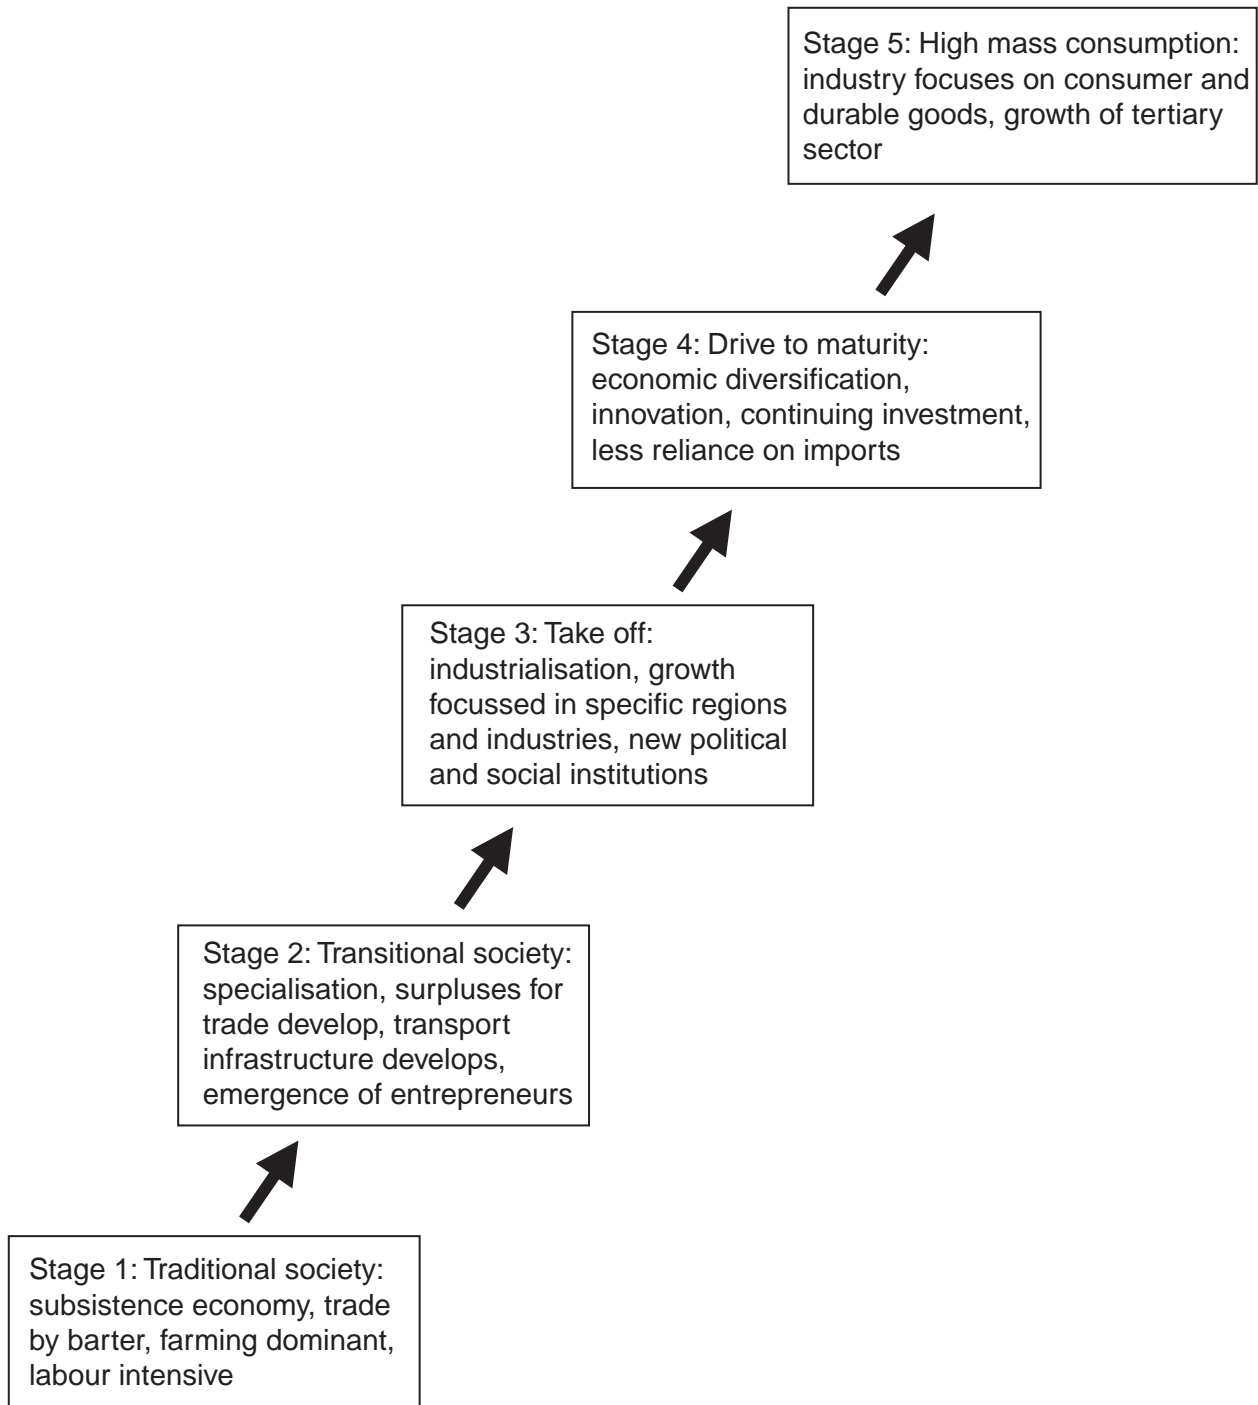 Stage 5: High mass consumption:
industry focuses on consumer and
durable goods, growth of tertiary
sector
Stage 4: Drive to maturity:
economic diversification,
innovation, continuing investment,
less reliance on imports
Stage 3: Take off:
industrialisation, growth
focussed in specific regions
and industries, new political
and social institutions
Stage 2: Transitional society:
specialisation, surpluses for
trade develop, transport
infrastructure develops,
emergence of entrepreneurs
Stage 1: Traditional society:
subsistence economy, trade
by barter, farming dominant,
labour intensive